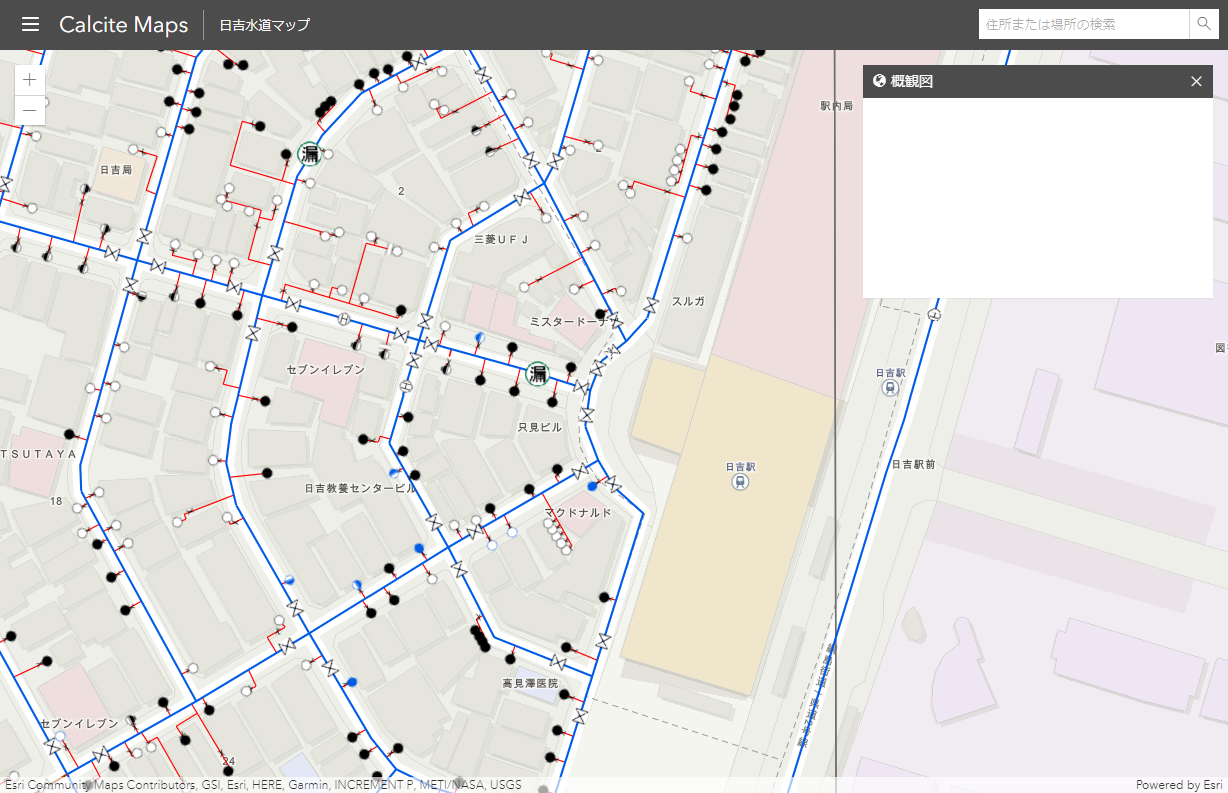 Calcite Maps 日吉水道マップ
住所または場所の検索
概観図
駅内局
日吉局
漏
2
三菱ＵＦＪ
スルガ
ミスタードーナツ
セブンイレブン
漏
日吉駅
只見ビル
ＴＳＵＴＡＹＡ
日吉駅
日吉駅前
18
日吉教養センタービル
マクドナルド
高見澤医院
セブンイレブン
24
Esri Community Maps Contributors, GSI, Esri, HERE, Garmin, INCREMENT P, METI/NASA, USGS
Powered by Esri